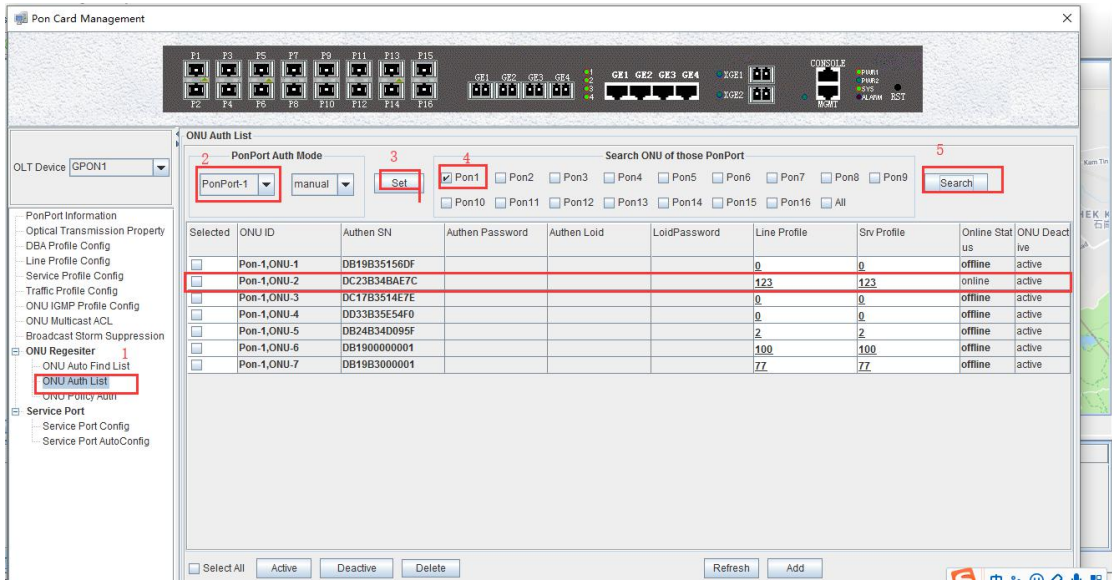 Pon Card Management
P1 P3 P5 P7 P9 P11 P13 P15
P2 P4 P6 P8 P10 P12 P14 P16
GE1 GE2 GE3 GE4
1
2
3
4
GE1 GE2 GE3 GE4
XGE1
XGE2
CONSOLE
MGMT
PWR1
PWR2
SYS
ALARM
RST
OLT Device GPON1
PonPort Information
Optical Transmission Property
DBA Profile Config
Line Profile Config
Service Profile Config
Traffic Profile Config
ONU IGMP Profile Config
ONU Multicast ACL
Broadcast Storm Suppression
ONU Regesiter 1
ONU Auto Find List
ONU Auth List
ONU Policy Auth
Service Port
Service Port Config
Service Port AutoConfig
ONU Auth List
2 PonPort Auth Mode 3 4 Search ONU of those PonPort 5
PonPort-1 manual Set Pon1 Pon2 Pon3 Pon4 Pon5 Pon6 Pon7 Pon8 Pon9 Search
Pon10 Pon11 Pon12 Pon13 Pon14 Pon15 Pon16 All
Selected ONU ID Authen SN Authen Password Authen Loid LoidPassword Line Profile Srv Profile Online Stat ONU Deact
us ive
Pon-1,ONU-1 DB19B35156DF 0 0 offline active
Pon-1,ONU-2 DC23B34BAE7C 123 123 online active
Pon-1,ONU-3 DC17B3514E7E 0 0 offline active
Pon-1,ONU-4 DD33B35E54F0 0 0 offline active
Pon-1,ONU-5 DB24B34D095F 2 2 offline active
Pon-1,ONU-6 DB1900000001 100 100 offline active
Pon-1,ONU-7 DB19B3000001 77 77 offline active
Select All Active Deactive Delete Refresh Add
Kam Tin
中